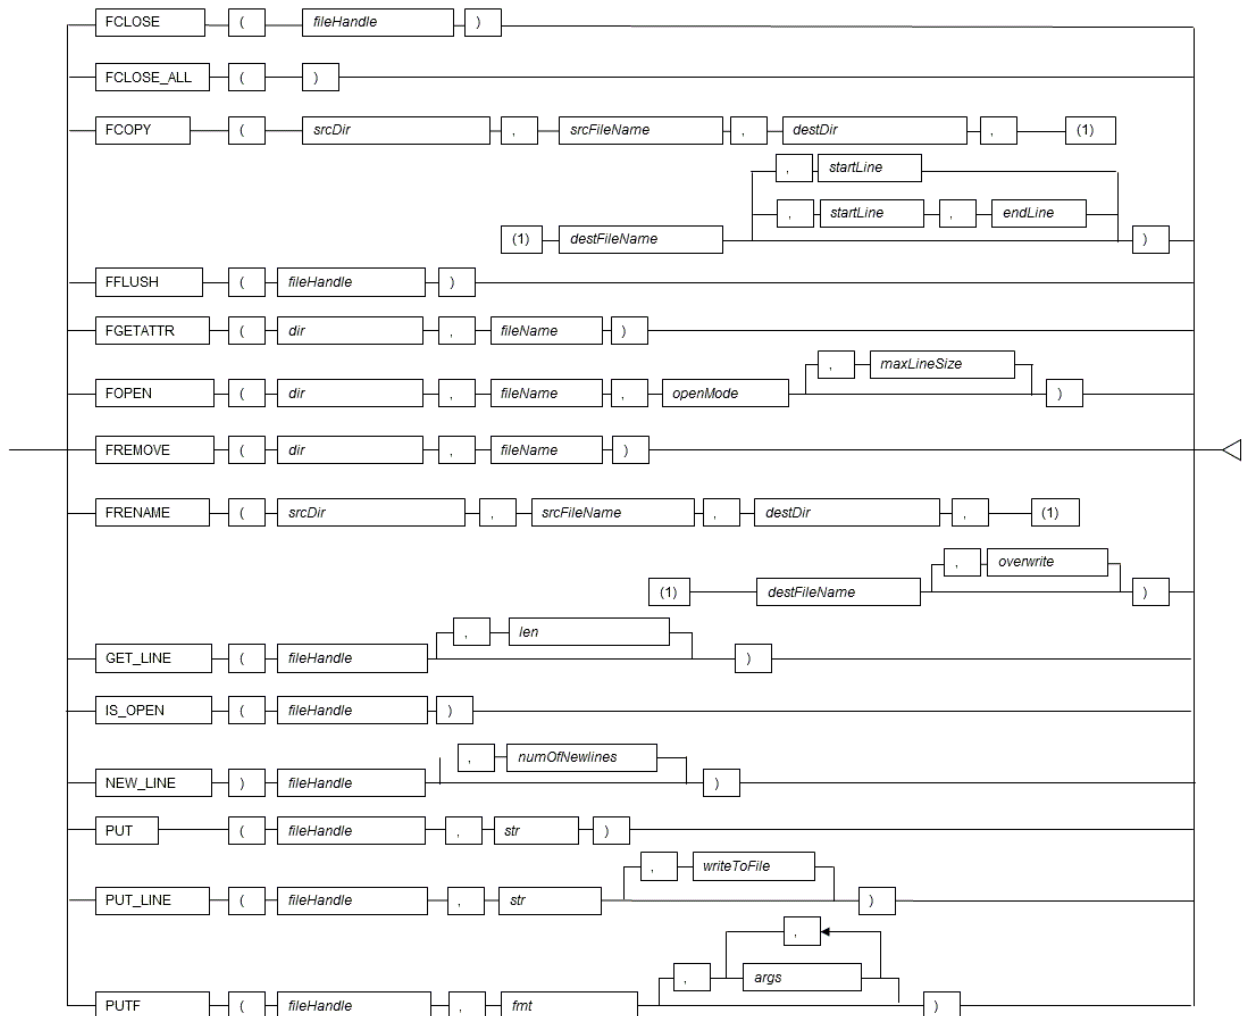 FCLOSE ( fileHandle )
FCLOSE_ALL ( )
FCOPY ( srcDir , srcFileName , destDir , (1)
, startLine
, startLine , endLine
(1) destFileName )
FFLUSH ( fileHandle )
FGETATTR ( dir , fileName )
, maxLineSize
FOPEN ( dir , fileName , openMode )
FREMOVE ( dir , fileName )
FRENAME ( srcDir , srcFileName , destDir , (1)
, overwrite
(1) destFileName )
, len
GET_LINE ( fileHandle )
IS_OPEN ( fileHandle )
, numOfNewlines
NEW_LINE ) fileHandle )
PUT ( fileHandle , str )
, writeToFile
PUT_LINE ( fileHandle , str )
,
, args
PUTF ( fileHandle , fmt )